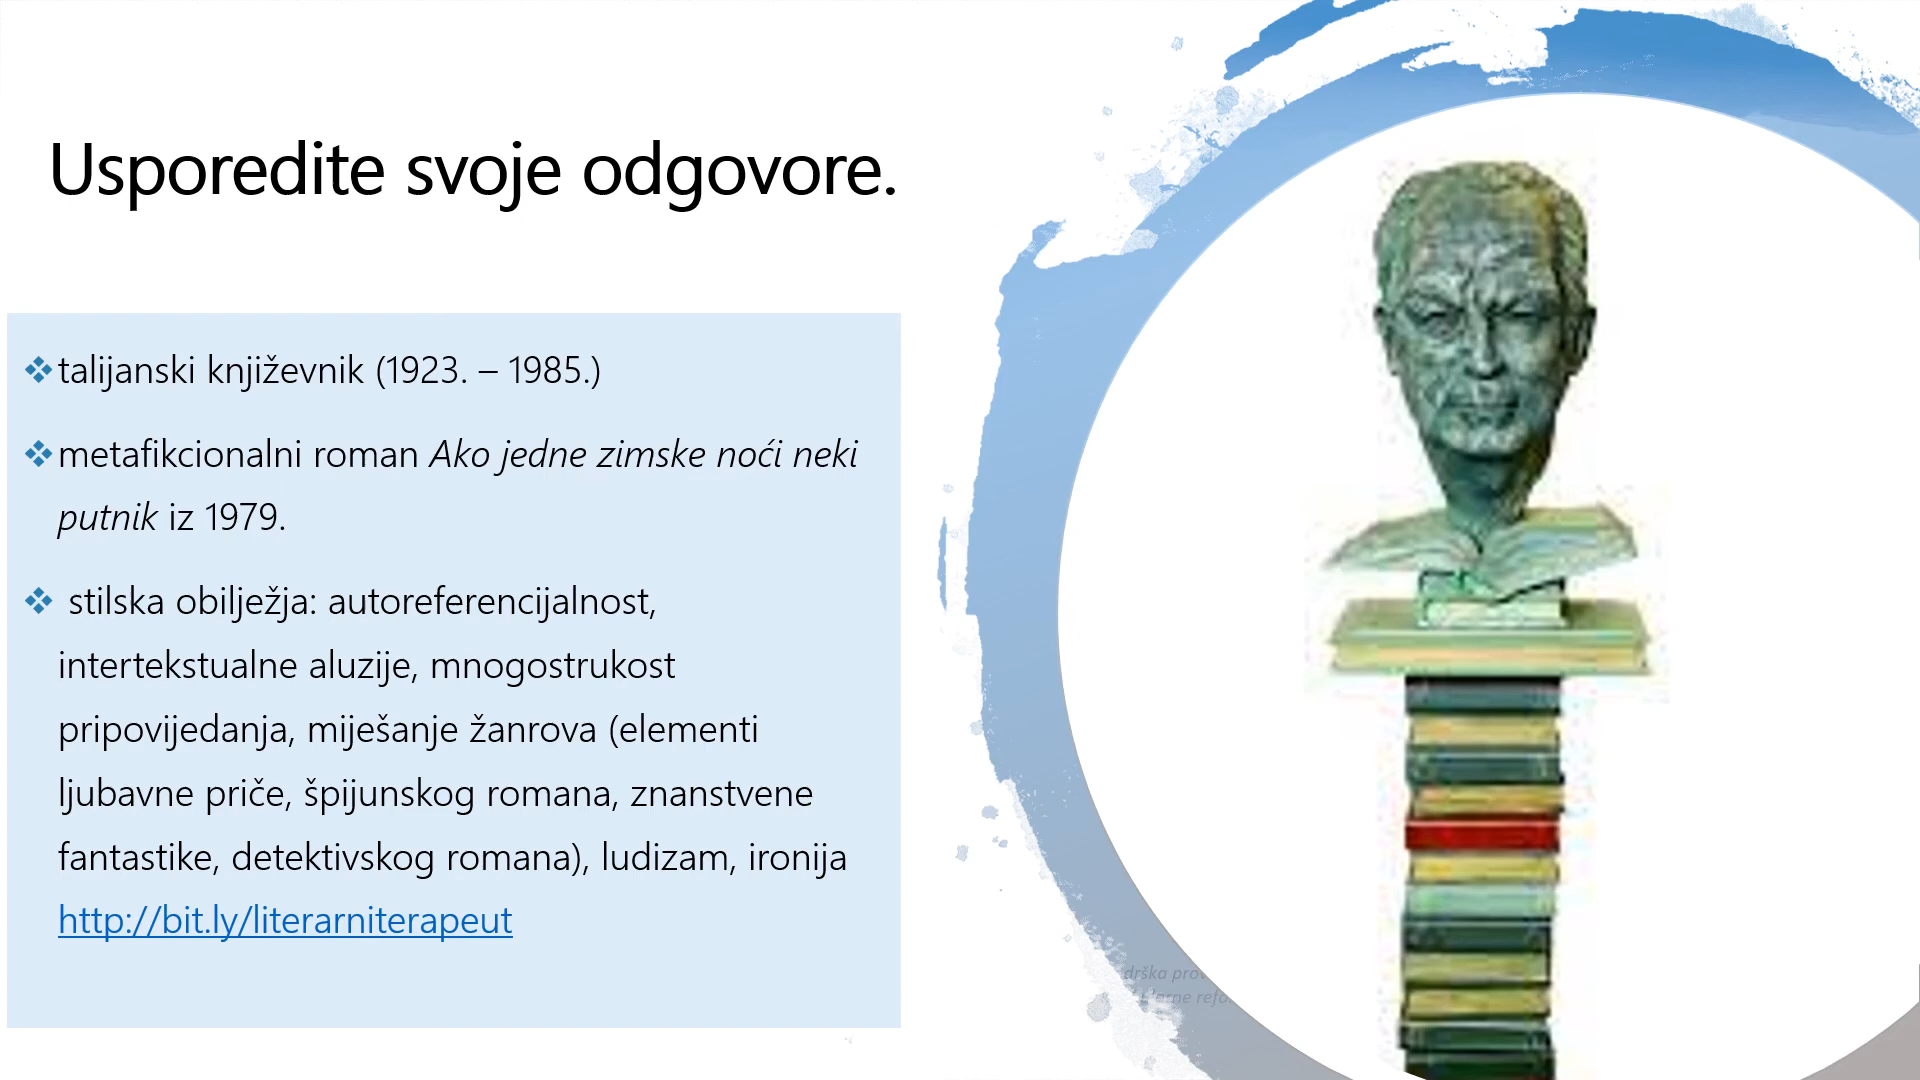 Usporedite svoje odgovore.
talijanski književnik (1923. – 1985.)
metafikcionalni roman Ako jedne zimske noći neki
putnik iz 1979.
stilska obilježja: autoreferencijalnost,
intertekstualne aluzije, mnogostrukost
pripovijedanja, miješanje žanrova (elementi
ljubavne priče, špijunskog romana, znanstvene
fantastike, detektivskog romana), ludizam, ironija
http://bit.ly/literarniterapeut